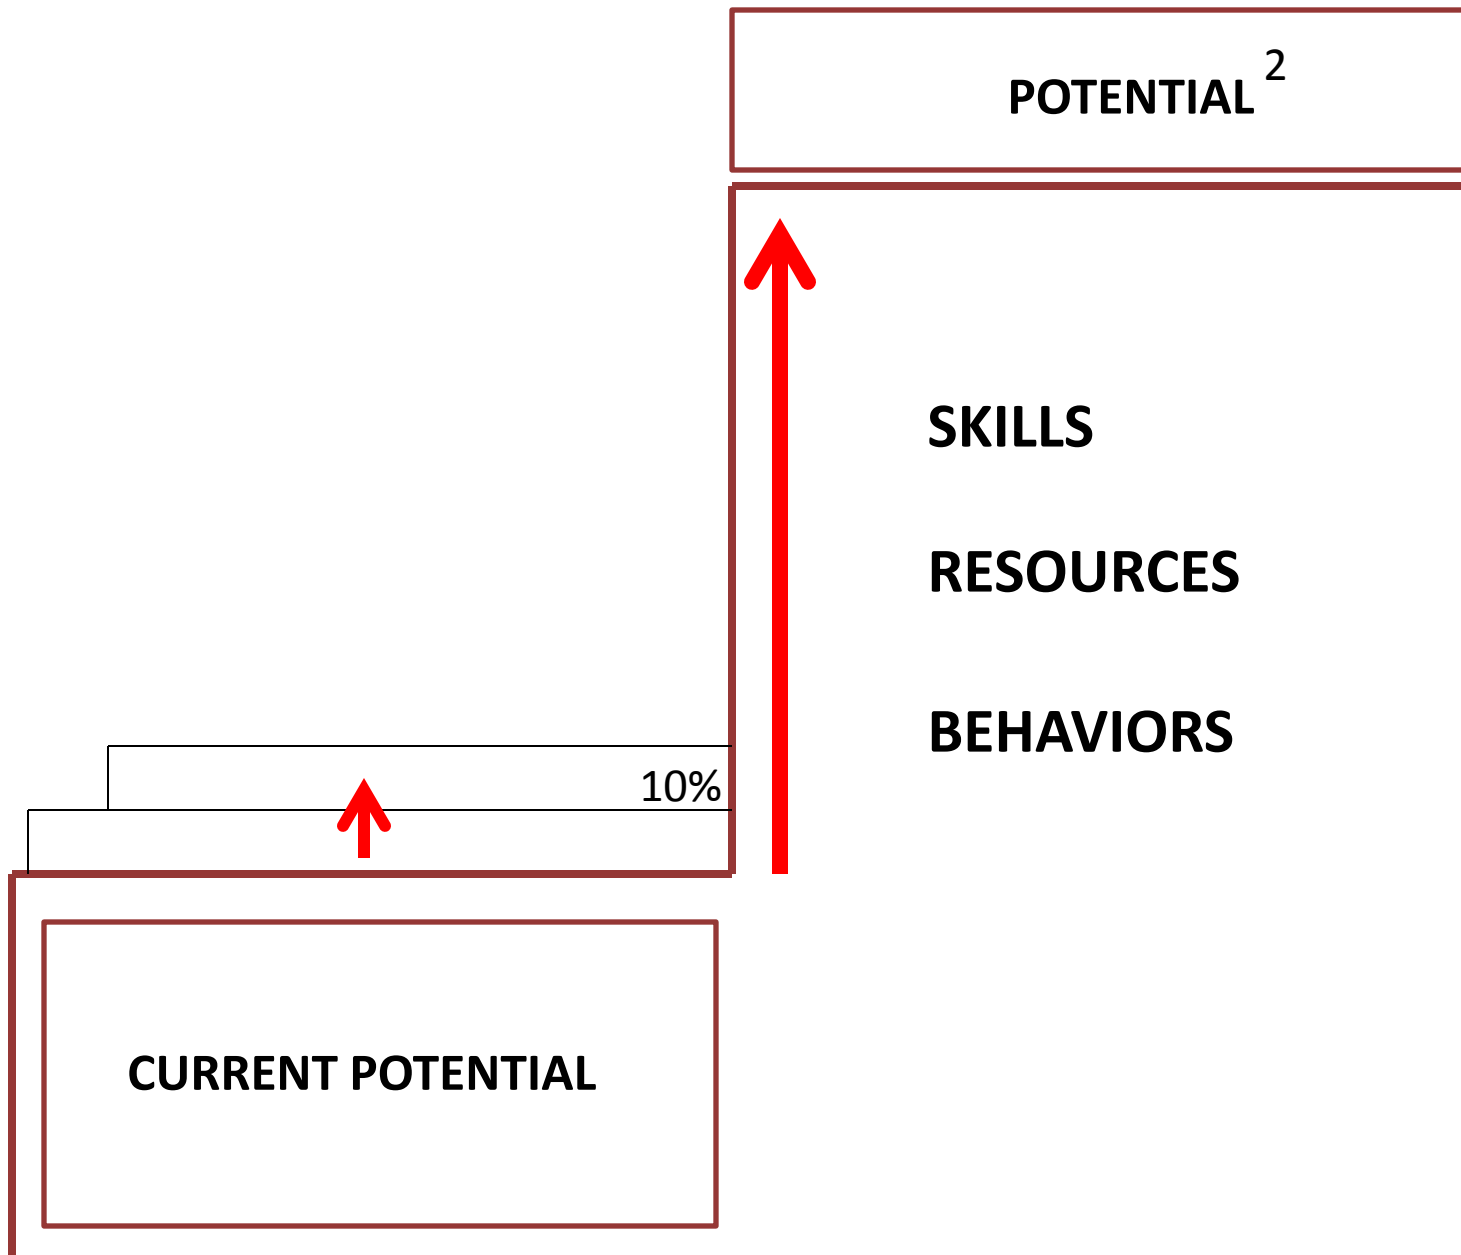 POTENTIAL 2
SKILLS
RESOURCES
BEHAVIORS
10%
CURRENT POTENTIAL